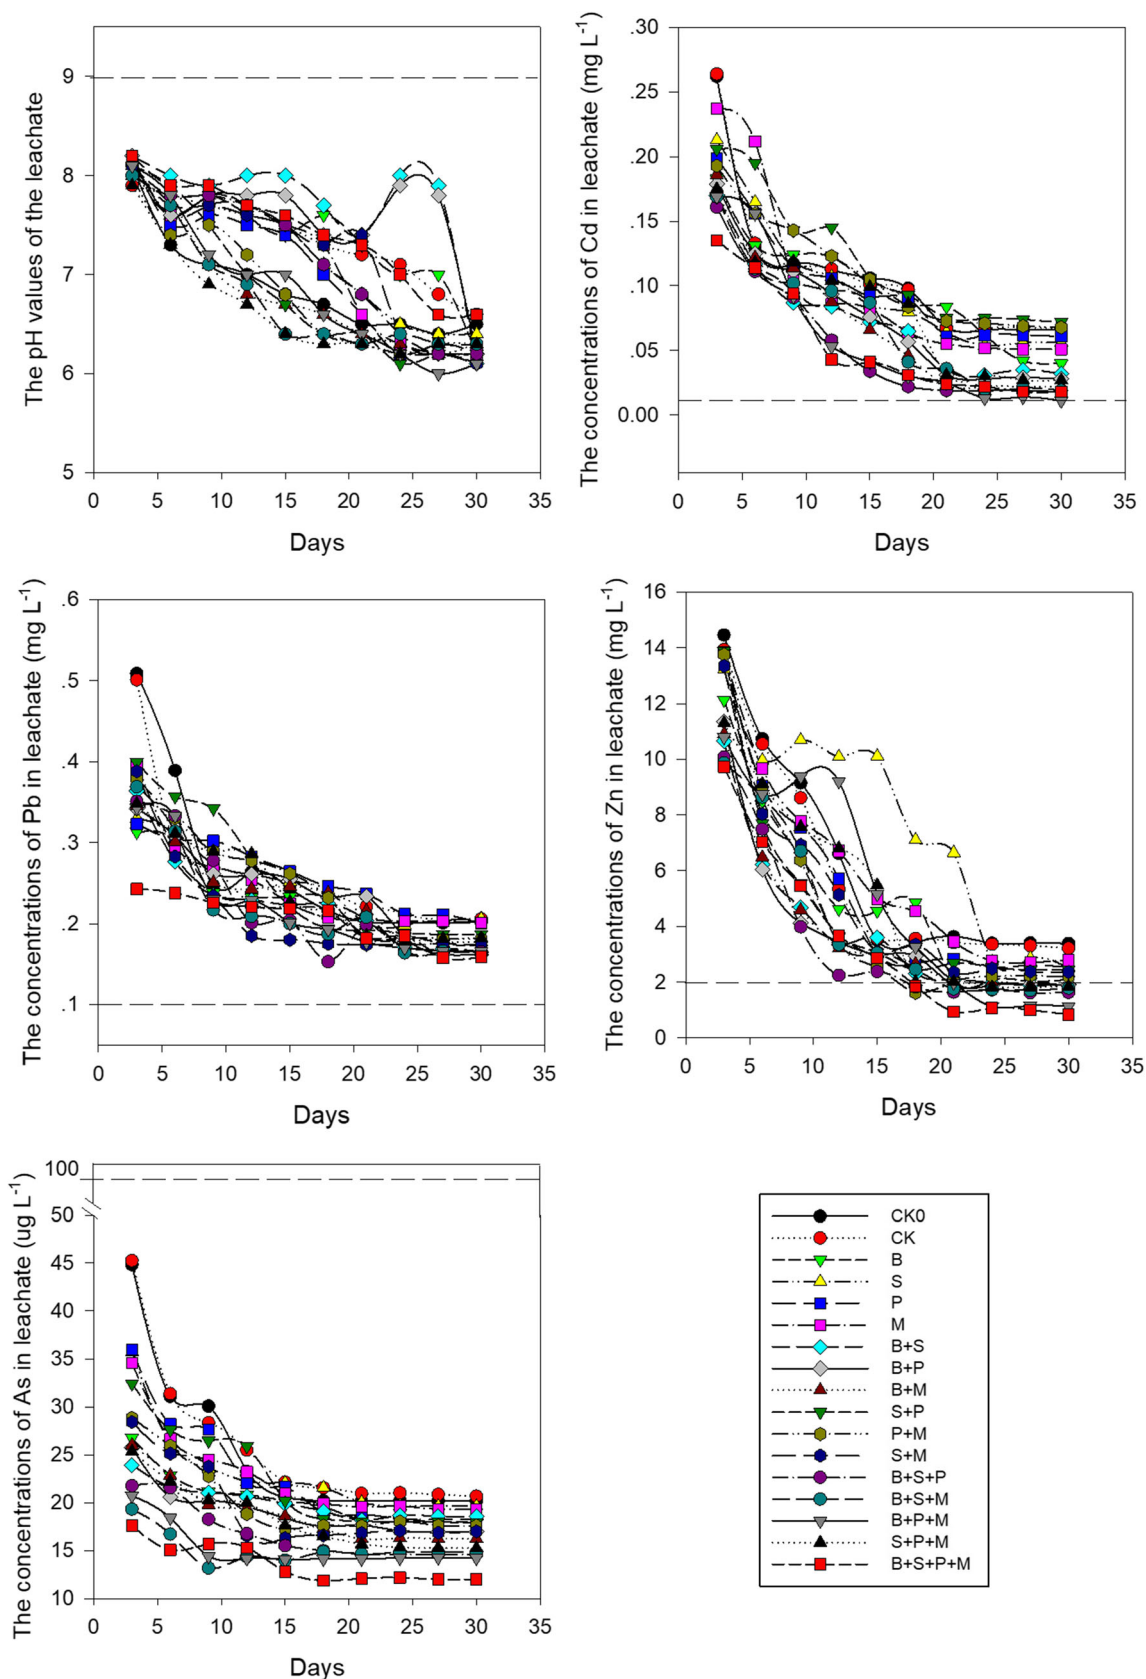 The pH values of the leachate
9
8
7
6
5
0 5 10 15 20 25 30 35
Days
The concentrations of Cd in leachate (mg L⁻¹)
.30
.25
.20
.15
.10
.05
0.00
0 5 10 15 20 25 30 35
Days
The concentrations of Pb in leachate (mg L⁻¹)
.6
.5
.4
.3
.2
.1
0 5 10 15 20 25 30 35
Days
The concentrations of Zn in leachate (mg L⁻¹)
16
14
12
10
8
6
4
2
0
0 5 10 15 20 25 30 35
Days
The concentrations of As in leachate (ug L⁻¹)
100
50
45
40
35
30
25
20
15
10
0 5 10 15 20 25 30 35
Days
CK0
CK
B
S
P
M
B+S
B+P
B+M
S+P
P+M
S+M
B+S+P
B+S+M
B+P+M
S+P+M
B+S+P+M